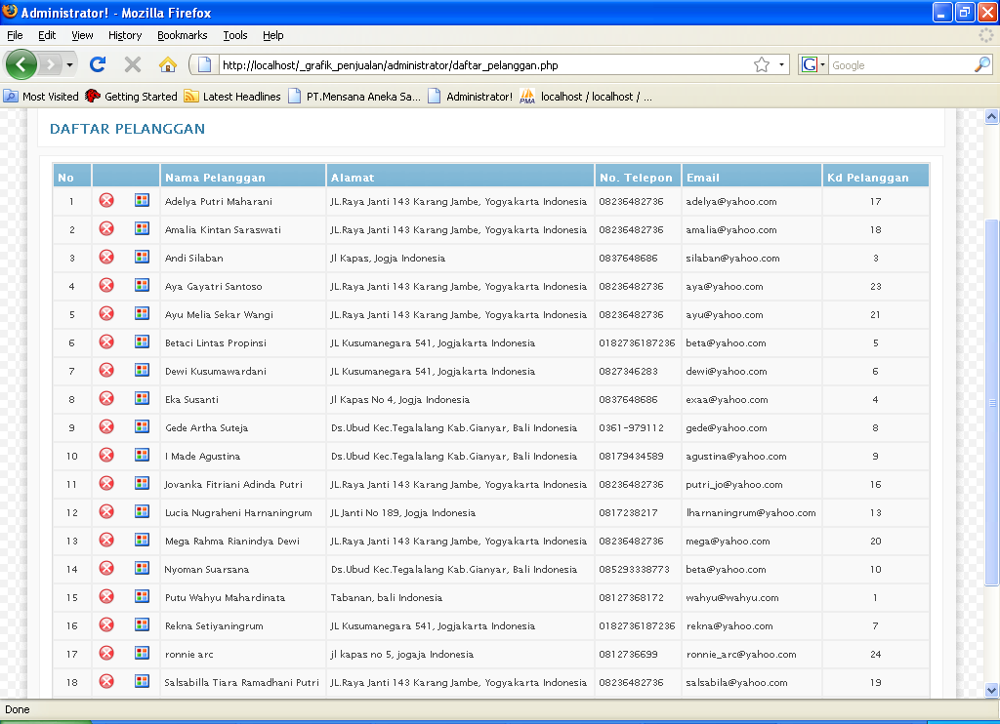 Administrator! - Mozilla Firefox
File Edit View History Bookmarks Tools Help
http://localhost/_grafik_penjualan/administrator/daftar_pelanggan.php
G Google
Most Visited Getting Started Latest Headlines PT.Mensana Aneka Sa... Administrator! PMA localhost / localhost / ...
DAFTAR PELANGGAN
No Nama Pelanggan Alamat No. Telepon Email Kd Pelanggan
1 Adelya Putri Maharani JL.Raya Janti 143 Karang Jambe, Yogyakarta Indonesia 08236482736 adelya@yahoo.com 17
2 Amalia Kintan Saraswati JL.Raya Janti 143 Karang Jambe, Yogyakarta Indonesia 08236482736 amalia@yahoo.com 18
3 Andi Silaban Jl Kapas, Jogja Indonesia 0837648686 silaban@yahoo.com 3
4 Aya Gayatri Santoso JL.Raya Janti 143 Karang Jambe, Yogyakarta Indonesia 08236482736 aya@yahoo.com 23
5 Ayu Melia Sekar Wangi JL.Raya Janti 143 Karang Jambe, Yogyakarta Indonesia 08236482736 ayu@yahoo.com 21
6 Betaci Lintas Propinsi JL Kusumanegara 541, Jogjakarta Indonesia 0182736187236 beta@yahoo.com 5
7 Dewi Kusumawardani JL Kusumanegara 541, Jogjakarta Indonesia 0827346283 dewi@yahoo.com 6
8 Eka Susanti Jl Kapas No 4, Jogja Indonesia 0837648686 exaa@yahoo.com 4
9 Gede Artha Suteja Ds.Ubud Kec.Tegalalang Kab.Gianyar, Bali Indonesia 0361-979112 gede@yahoo.com 8
10 I Made Agustina Ds.Ubud Kec.Tegalalang Kab.Gianyar, Bali Indonesia 08179434589 agustina@yahoo.com 9
11 Jovanka Fitriani Adinda Putri JL.Raya Janti 143 Karang Jambe, Yogyakarta Indonesia 08236482736 putri_jo@yahoo.com 16
12 Lucia Nugraheni Harnaningrum JL Janti No 189, Jogja Indonesia 0817238217 lharnaningrum@yahoo.com 13
13 Mega Rahma Rianindya Dewi JL.Raya Janti 143 Karang Jambe, Yogyakarta Indonesia 08236482736 mega@yahoo.com 20
14 Nyoman Suarsana Ds.Ubud Kec.Tegalalang Kab.Gianyar, Bali Indonesia 085293338773 beta@yahoo.com 10
15 Putu Wahyu Mahardinata Tabanan, bali Indonesia 08127368172 wahyu@wahyu.com 1
16 Rekna Setiyaningrum JL Kusumanegara 541, Jogjakarta Indonesia 0182736187236 rekna@yahoo.com 7
17 ronnie arc jl kapas no 5, jogaja Indonesia 0812736699 ronnie_arc@yahoo.com 24
18 Salsabilla Tiara Ramadhani Putri JL.Raya Janti 143 Karang Jambe, Yogyakarta Indonesia 08236482736 salsabila@yahoo.com 19
Done